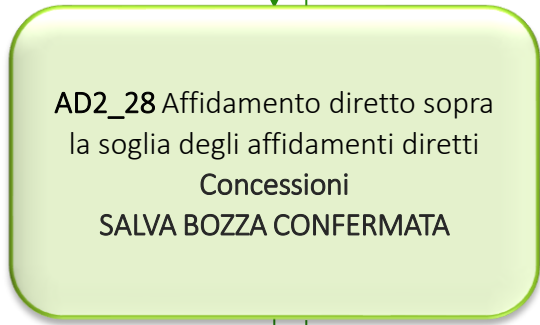 AD2_28 Affidamento diretto sopra
la soglia degli affidamenti diretti
Concessioni
SALVA BOZZA CONFERMATA